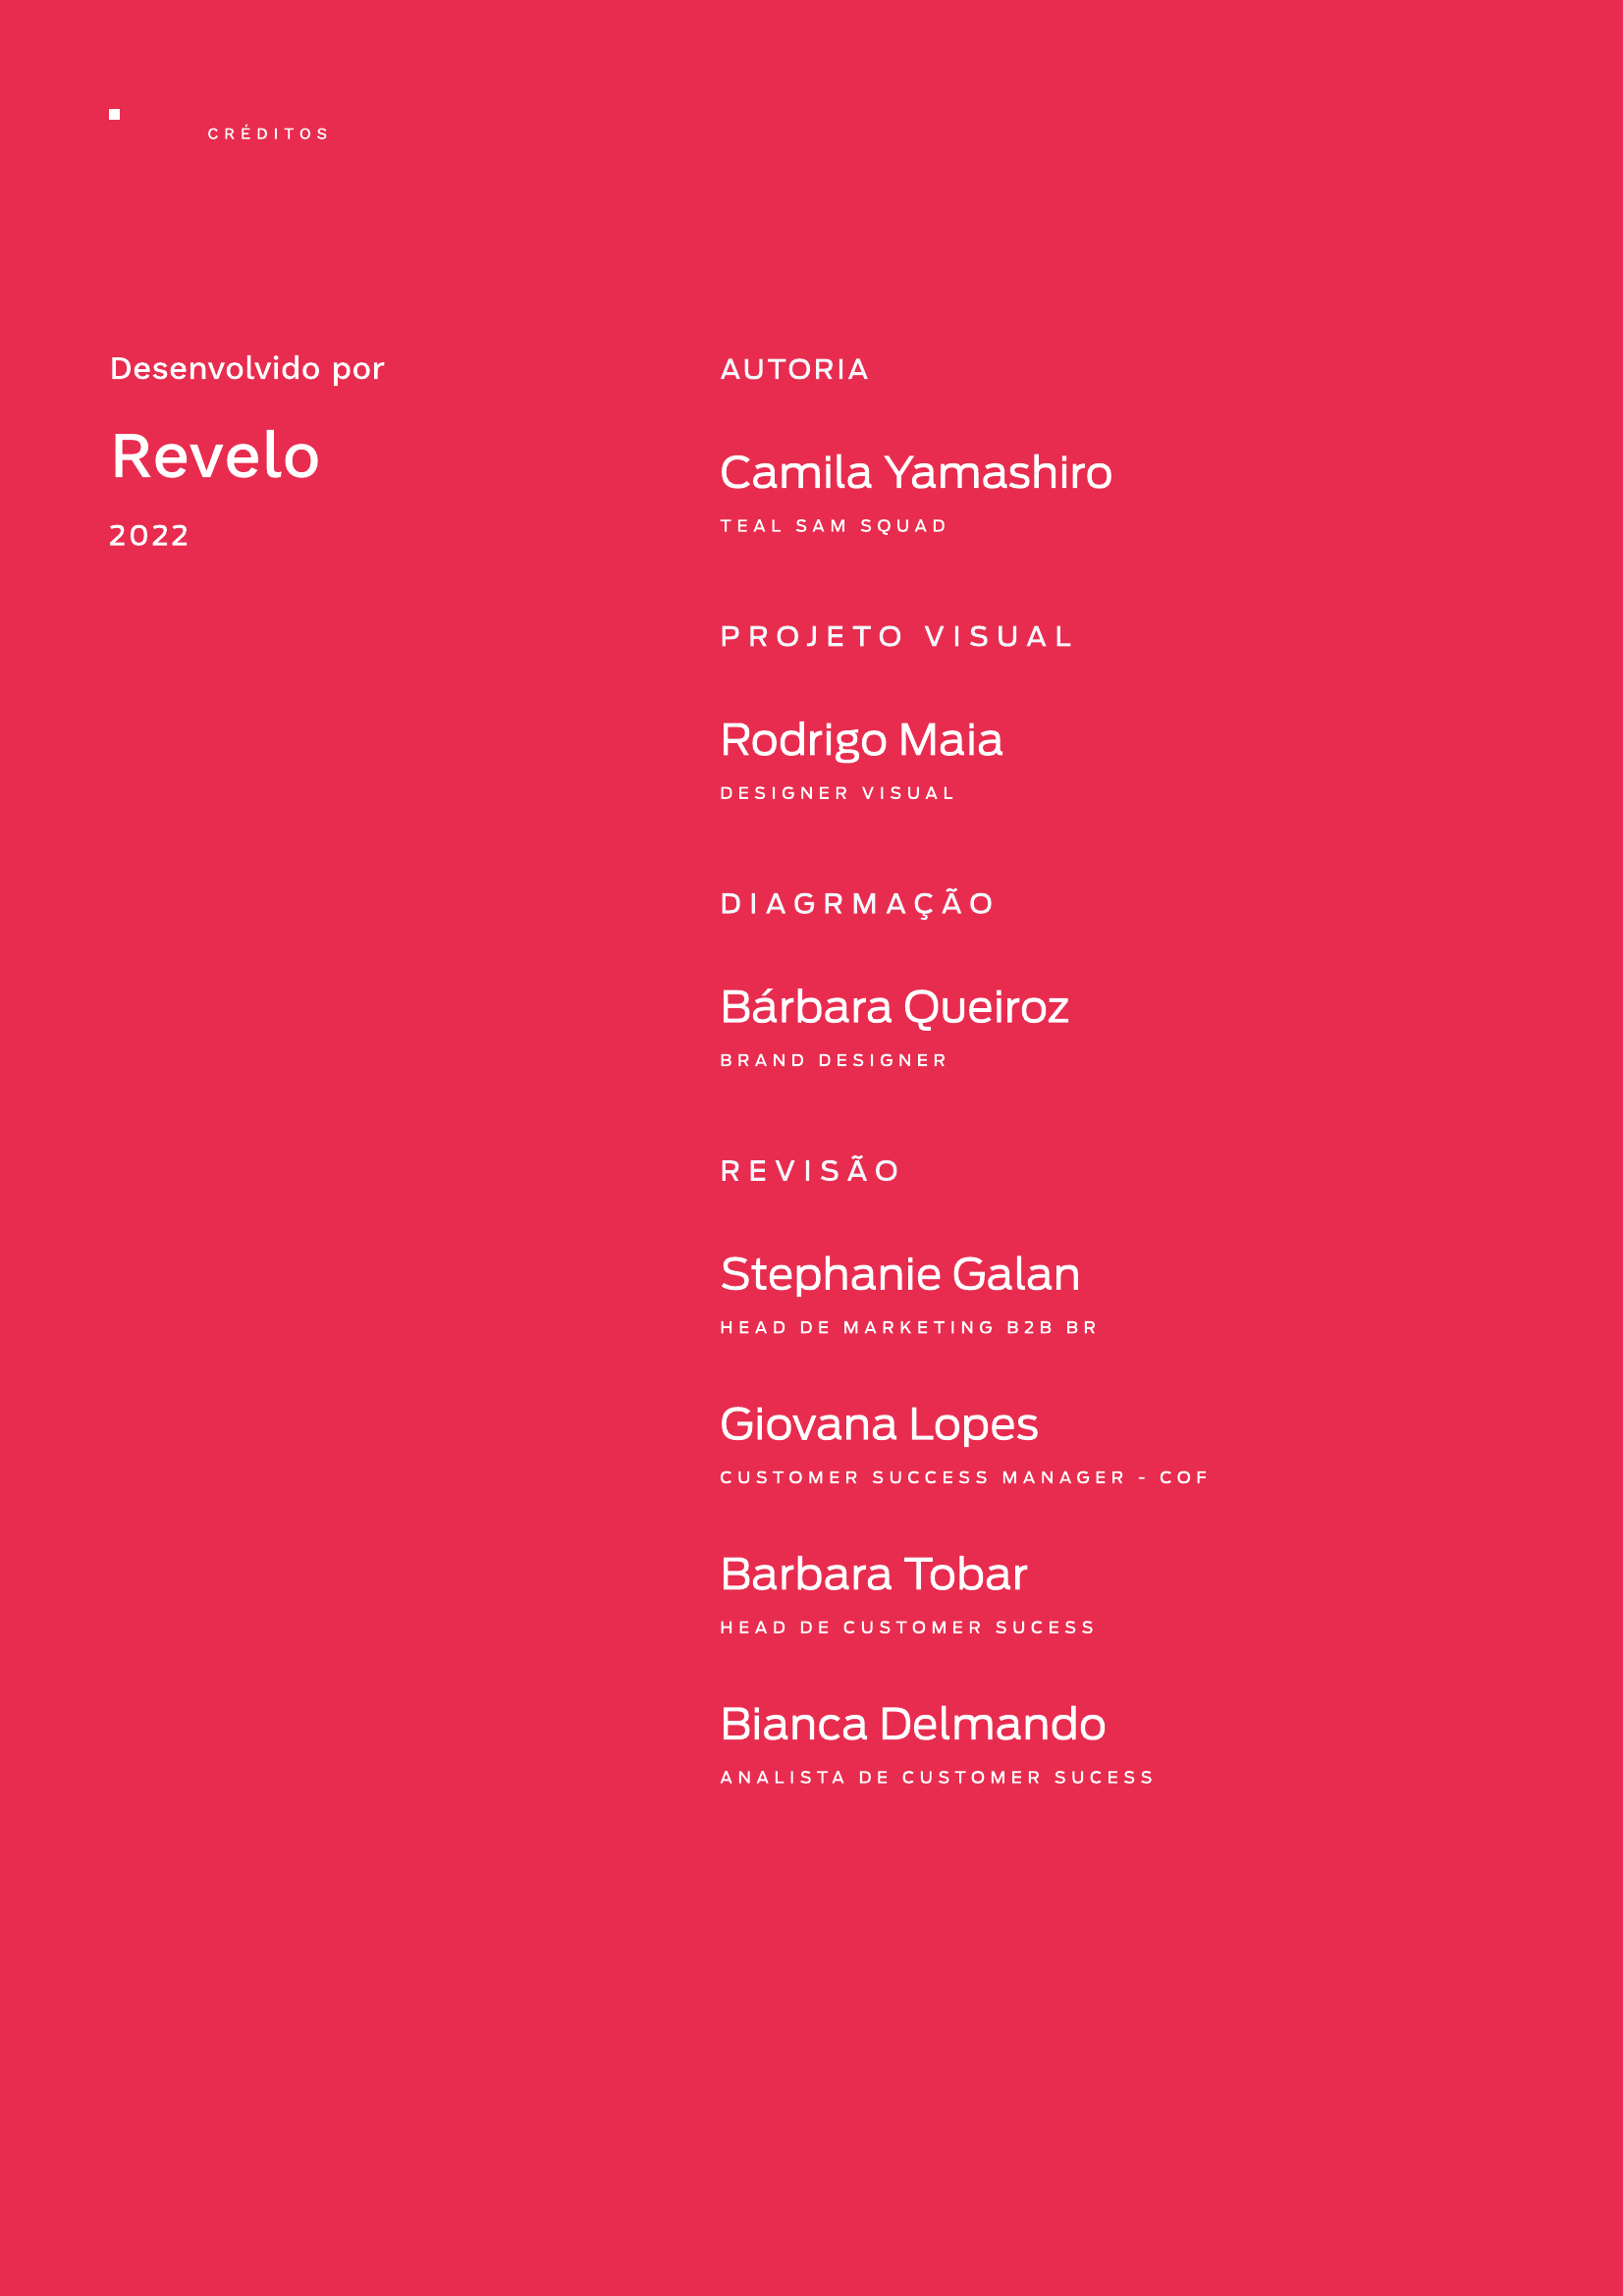 CRÉDITOS
Desenvolvido por
Revelo
2022
AUTORIA
Camila Yamashiro
TEAL SAM SQUAD
PROJETO VISUAL
Rodrigo Maia
DESIGNER VISUAL
DIAGRMAÇÃO
Bárbara Queiroz
BRAND DESIGNER
REVISÃO
Stephanie Galan
HEAD DE MARKETING B2B BR
Giovana Lopes
CUSTOMER SUCCESS MANAGER - COF
Barbara Tobar
HEAD DE CUSTOMER SUCESS
Bianca Delmando
ANALISTA DE CUSTOMER SUCESS